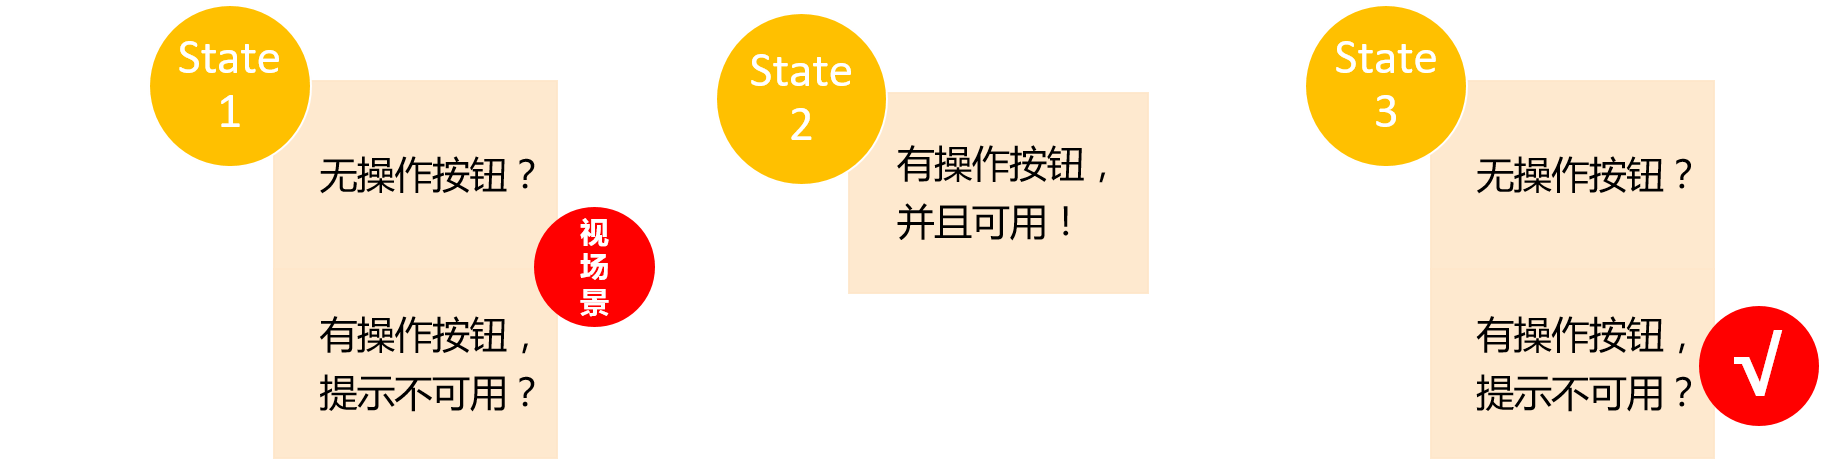 State
1
无操作按钮？
有操作按钮，
提示不可用？
视
场
景
State
2
有操作按钮，
并且可用！
State
3
无操作按钮？
有操作按钮，
提示不可用？
√